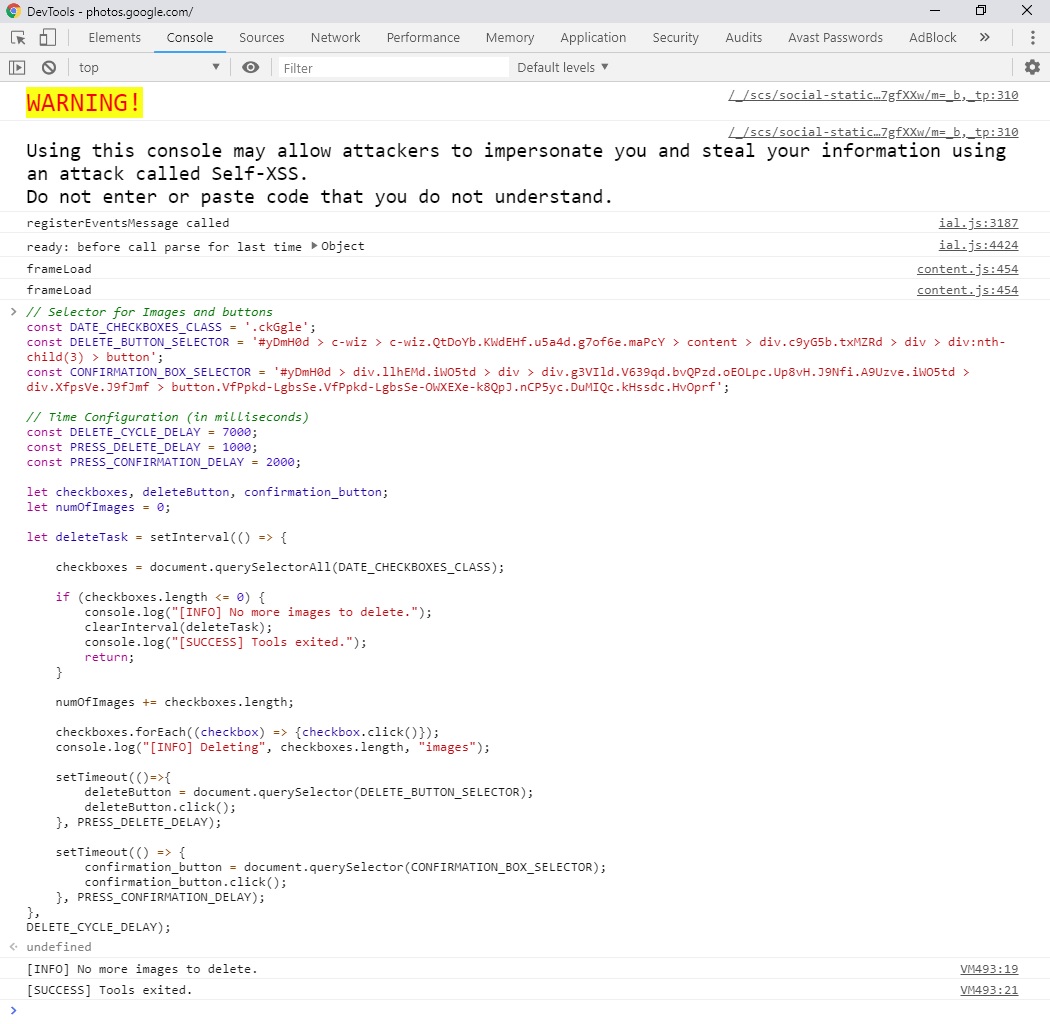 DevTools - photos.google.com/
Elements Console Sources Network Performance Memory Application Security Audits Avast Passwords AdBlock »
top Filter Default levels ▼
WARNING! /_/scs/social-static…7gfXXw/m=_b,_tp:310
/_/scs/social-static…7gfXXw/m=_b,_tp:310
Using this console may allow attackers to impersonate you and steal your information using
an attack called Self-XSS.
Do not enter or paste code that you do not understand.
registerEventsMessage called ial.js:3187
ready: before call parse for last time ▶Object ial.js:4424
frameLoad content.js:454
frameLoad content.js:454
> // Selector for Images and buttons
const DATE_CHECKBOXES_CLASS = '.ckGgle';
const DELETE_BUTTON_SELECTOR = '#yDmH0d > c-wiz > c-wiz.QtDoYb.KWdEHf.u5a4d.g7of6e.maPcY > content > div.c9yG5b.txMZRd > div > div:nth-
child(3) > button';
const CONFIRMATION_BOX_SELECTOR = '#yDmH0d > div.llhEMd.iWO5td > div > div.g3VIld.V639qd.bvQPzd.oEOLpc.Up8vH.J9Nfi.A9Uzve.iWO5td >
div.XfpsVe.J9fJmf > button.VfPpkd-LgbsSe.VfPpkd-LgbsSe-OWXEXe-k8QpJ.nCP5yc.DuMIQc.kHssdc.HvOprf';
// Time Configuration (in milliseconds)
const DELETE_CYCLE_DELAY = 7000;
const PRESS_DELETE_DELAY = 1000;
const PRESS_CONFIRMATION_DELAY = 2000;
let checkboxes, deleteButton, confirmation_button;
let numOfImages = 0;
let deleteTask = setInterval(() => {
checkboxes = document.querySelectorAll(DATE_CHECKBOXES_CLASS);
if (checkboxes.length <= 0) {
console.log("[INFO] No more images to delete.");
clearInterval(deleteTask);
console.log("[SUCCESS] Tools exited.");
return;
}
numOfImages += checkboxes.length;
checkboxes.forEach((checkbox) => {checkbox.click()});
console.log("[INFO] Deleting", checkboxes.length, "images");
setTimeout(()=>{
deleteButton = document.querySelector(DELETE_BUTTON_SELECTOR);
deleteButton.click();
}, PRESS_DELETE_DELAY);
setTimeout(() => {
confirmation_button = document.querySelector(CONFIRMATION_BOX_SELECTOR);
confirmation_button.click();
}, PRESS_CONFIRMATION_DELAY);
},
DELETE_CYCLE_DELAY);
undefined
[INFO] No more images to delete. VM493:19
[SUCCESS] Tools exited. VM493:21
>